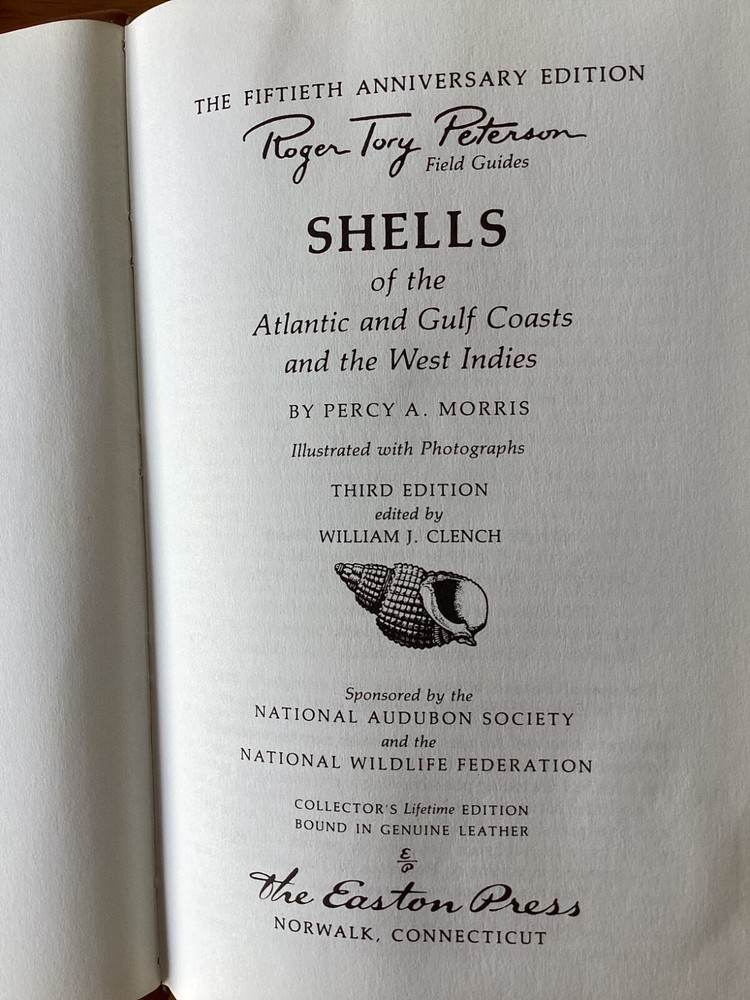 THE FIFTIETH ANNIVERSARY EDITION
Roger Tory Peterson
Field Guides
SHELLS
of the
Atlantic and Gulf Coasts
and the West Indies
BY PERCY A. MORRIS
Illustrated with Photographs
THIRD EDITION
edited by
WILLIAM J. CLENCH
Sponsored by the
NATIONAL AUDUBON SOCIETY
and the
NATIONAL WILDLIFE FEDERATION
COLLECTOR'S Lifetime EDITION
BOUND IN GENUINE LEATHER
E
P
The Easton Press
NORWALK, CONNECTICUT